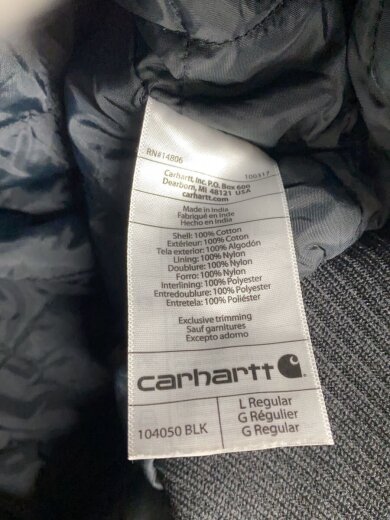 RN#14806
100317
Carhartt, Inc. P.O. Box 600
Dearborn, MI 48121 USA
carhartt.com
Made in India
Fabriqué en Inde
Hecho en India
Shell: 100% Cotton
Extérieur: 100% Coton
Tela exterior: 100% Algodón
Lining: 100% Nylon
Doublure: 100% Nylon
Forro: 100% Nylon
Interlining: 100% Polyester
Entredoublure: 100% Polyester
Entretela: 100% Poliéster
Exclusive trimming
Sauf garnitures
Excepto adorno
carhartt
104050 BLK
L Regular
G Régulier
G Regular